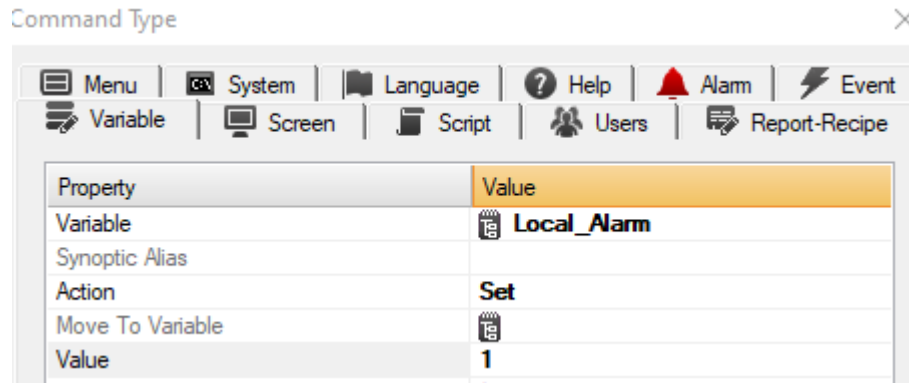 Command Type
Menu System Language Help Alarm Event
Variable Screen Script Users Report-Recipe
Property Value
Variable Local_Alarm
Synoptic Alias
Action Set
Move To Variable
Value 1